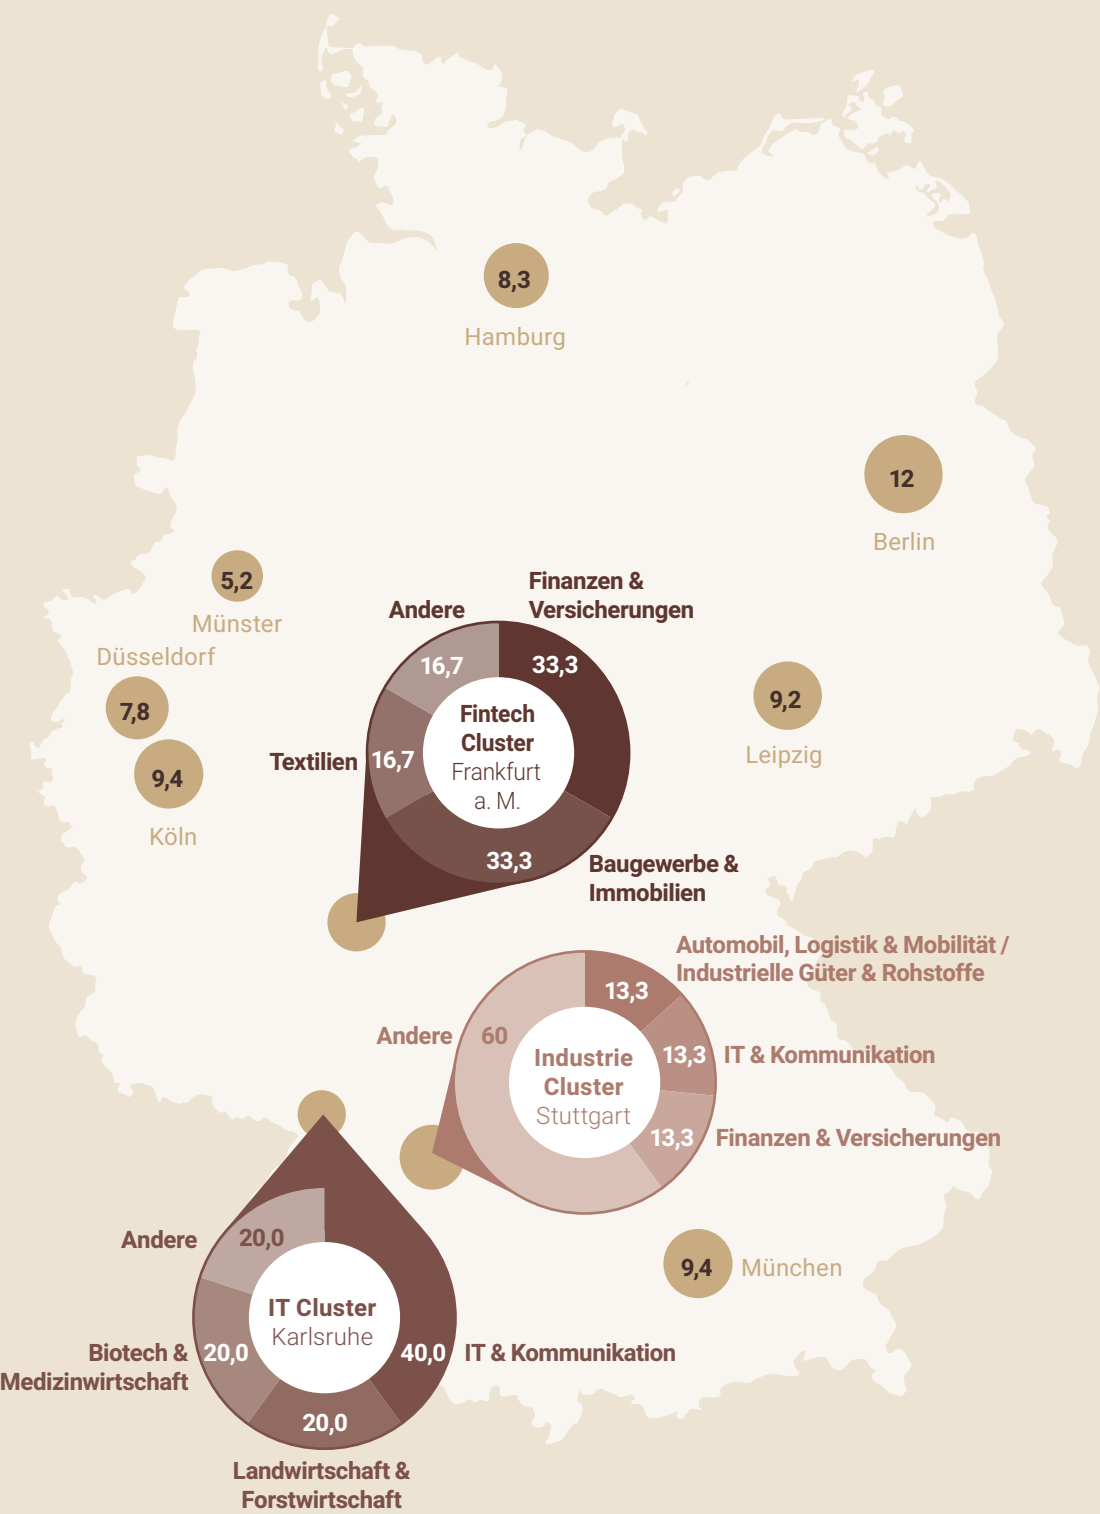 8,3
Hamburg
12
Berlin
5,2
Münster
Düsseldorf
7,8
9,4
Köln
9,2
Leipzig
Finanzen &
Versicherungen
Andere
16,7
33,3
Fintech
Cluster
Frankfurt
a. M.
Textilien
16,7
33,3
Baugewerbe &
Immobilien
Automobil, Logistik & Mobilität /
Industrielle Güter & Rohstoffe
13,3
Andere
60
Industrie
Cluster
Stuttgart
13,3
IT & Kommunikation
13,3
Finanzen & Versicherungen
9,4
München
Andere
20,0
IT Cluster
Karlsruhe
Biotech &
Medizinwirtschaft
20,0
40,0
IT & Kommunikation
20,0
Landwirtschaft &
Forstwirtschaft